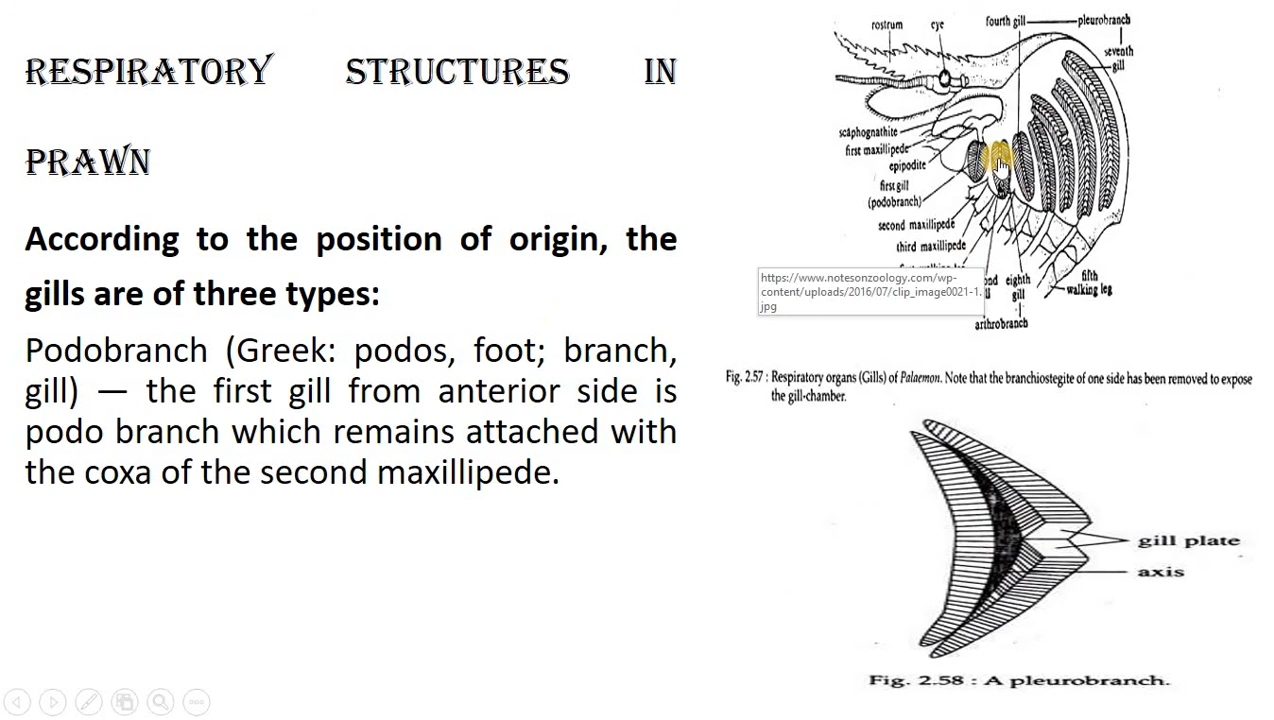 RESPIRATORY STRUCTURES IN
PRAWN
According to the position of origin, the
gills are of three types:
Podobranch (Greek: podos, foot; branch,
gill) — the first gill from anterior side is
podo branch which remains attached with
the coxa of the second maxillipede.
rostrum eye fourth gill pleurobranch
seventh
gill
scaphognathite
first maxillipede
epipodite
first gill
(podobranch)
second maxillipede
third maxillipede
https://www.notesonzoology.com/wp-
content/uploads/2016/07/clip_image0021-1.
jpg
eighth
gill
fifth
walking leg
arthrobranch
Fig. 2.57 : Respiratory organs (Gills) of Palaemon. Note that the branchiostegite of one side has been removed to expose
the gill-chamber.
gill plate
axis
Fig. 2.58 : A pleurobranch.